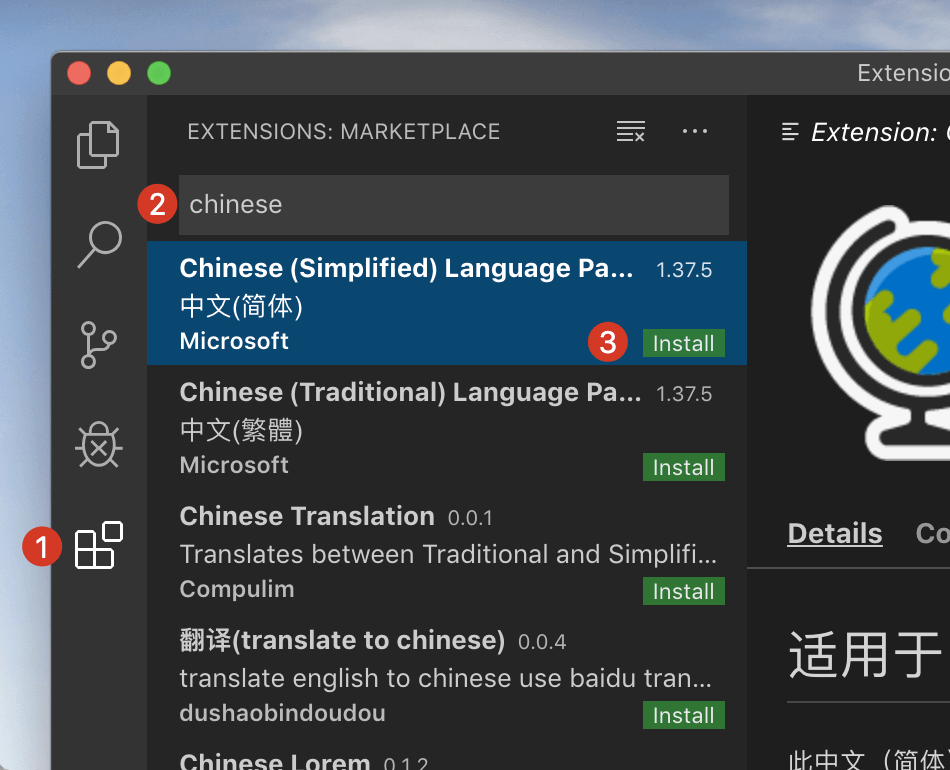 Extensio
EXTENSIONS: MARKETPLACE
Extension:
2
chinese
Chinese (Simplified) Language Pa... 1.37.5
中文(简体)
Microsoft
3
Install
Chinese (Traditional) Language Pa... 1.37.5
中文(繁體)
Microsoft
Install
1
Chinese Translation 0.0.1
Translates between Traditional and Simplifi...
Compulim
Install
翻译(translate to chinese) 0.0.4
translate english to chinese use baidu tran...
dushaobindoudou
Install
Chinese Lorem 0.1.2
Details
Co
适用于
此中文（简体）